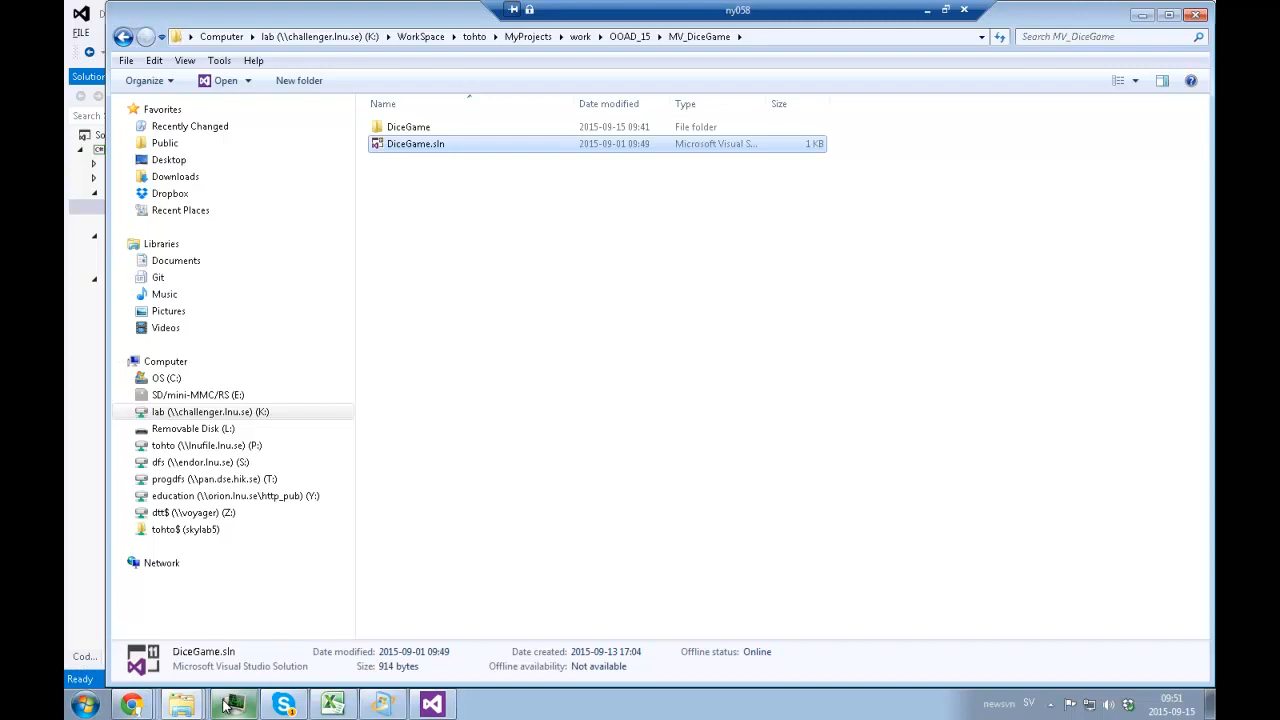 ny058
FILE
Computer lab (\\challenger.lnu.se) (K:) WorkSpace tohto MyProjects work OOAD_15 MV_DiceGame
Search MV_DiceGame
File Edit View Tools Help
Organize Open New folder
Solution
Search
So
Name Date modified Type Size
DiceGame 2015-09-15 09:41 File folder
DiceGame.sln 2015-09-01 09:49 Microsoft Visual S... 1 KB
Favorites
Recently Changed
Public
Desktop
Downloads
Dropbox
Recent Places
Libraries
Documents
Git
Music
Pictures
Videos
Computer
OS (C:)
SD/mini-MMC/RS (E:)
lab (\\challenger.lnu.se) (K:)
Removable Disk (L:)
tohto (\\lnufile.lnu.se) (P:)
dfs (\\endor.lnu.se) (S:)
progdfs (\\pan.dse.hik.se) (T:)
education (\\orion.lnu.se\http_pub) (Y:)
dtt$ (\\voyager) (Z:)
tohto$ (skylab5)
Network
Cod...
Ready
11
DiceGame.sln Date modified: 2015-09-01 09:49 Date created: 2015-09-13 17:04 Offline status: Online
Microsoft Visual Studio Solution Size: 914 bytes Offline availability: Not available
newsvn SV 09:51
2015-09-15